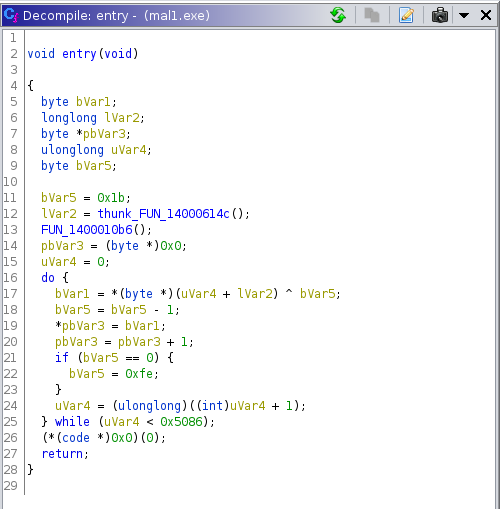 Decompile: entry - (mal1.exe)
1
2 void entry(void)
3
4 {
5 byte bVar1;
6 longlong lVar2;
7 byte *pbVar3;
8 ulonglong uVar4;
9 byte bVar5;
10
11 bVar5 = 0x1b;
12 lVar2 = thunk_FUN_14000614c();
13 FUN_1400010b6();
14 pbVar3 = (byte *)0x0;
15 uVar4 = 0;
16 do {
17 bVar1 = *(byte *)(uVar4 + lVar2) ^ bVar5;
18 bVar5 = bVar5 - 1;
19 *pbVar3 = bVar1;
20 pbVar3 = pbVar3 + 1;
21 if (bVar5 == 0) {
22 bVar5 = 0xfe;
23 }
24 uVar4 = (ulonglong)((int)uVar4 + 1);
25 } while (uVar4 < 0x5086);
26 (*(code *)0x0)(0);
27 return;
28 }
29